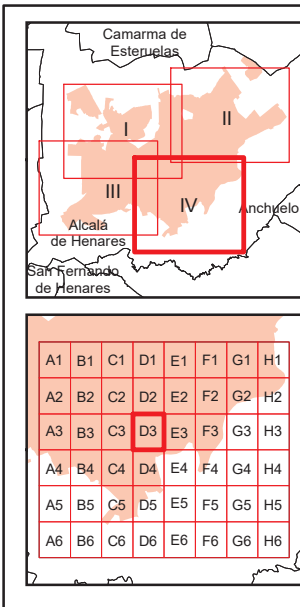 Camarma de
Esteruelas
I
II
III
IV
Anchuelo
Alcalá
de Henares
San Fernando
de Henares
A1 B1 C1 D1 E1 F1 G1 H1
A2 B2 C2 D2 E2 F2 G2 H2
A3 B3 C3 D3 E3 F3 G3 H3
A4 B4 C4 D4 E4 F4 G4 H4
A5 B5 C5 D5 E5 F5 G5 H5
A6 B6 C6 D6 E6 F6 G6 H6